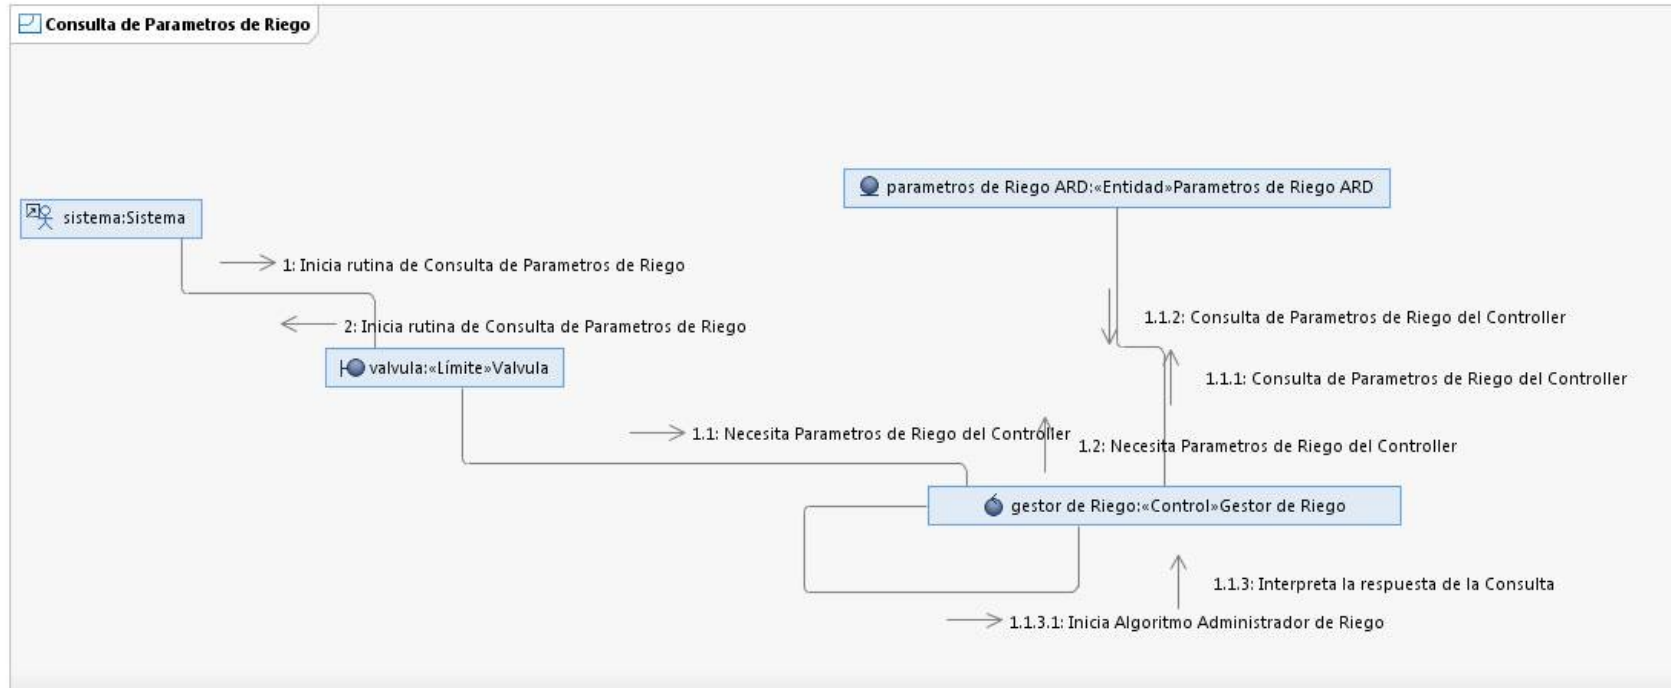 Consulta de Parametros de Riego
parametros de Riego ARD:«Entidad»Parametros de Riego ARD
sistema:Sistema
1: Inicia rutina de Consulta de Parametros de Riego
2: Inicia rutina de Consulta de Parametros de Riego
1.1.2: Consulta de Parametros de Riego del Controller
valvula:«Límite»Valvula
1.1.1: Consulta de Parametros de Riego del Controller
1.1: Necesita Parametros de Riego del Controller
1.2: Necesita Parametros de Riego del Controller
gestor de Riego:«Control»Gestor de Riego
1.1.3: Interpreta la respuesta de la Consulta
1.1.3.1: Inicia Algoritmo Administrador de Riego